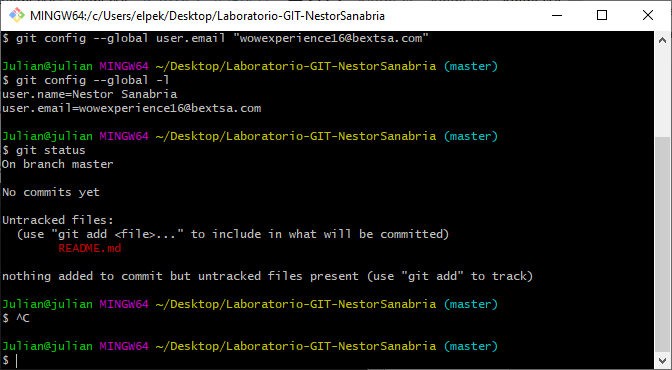 MINGW64:/c/Users/elpek/Desktop/Laboratorio-GIT-NestorSanabria
$ git config --global user.email "wowexperience16@bextsa.com"
Julian@julian MINGW64 ~/Desktop/Laboratorio-GIT-NestorSanabria (master)
$ git config --global -l
user.name=Nestor Sanabria
user.email=wowexperience16@bextsa.com
Julian@julian MINGW64 ~/Desktop/Laboratorio-GIT-NestorSanabria (master)
$ git status
On branch master
No commits yet
Untracked files:
  (use "git add <file>..." to include in what will be committed)
        README.md
nothing added to commit but untracked files present (use "git add" to track)
Julian@julian MINGW64 ~/Desktop/Laboratorio-GIT-NestorSanabria (master)
$ ^C
Julian@julian MINGW64 ~/Desktop/Laboratorio-GIT-NestorSanabria (master)
$